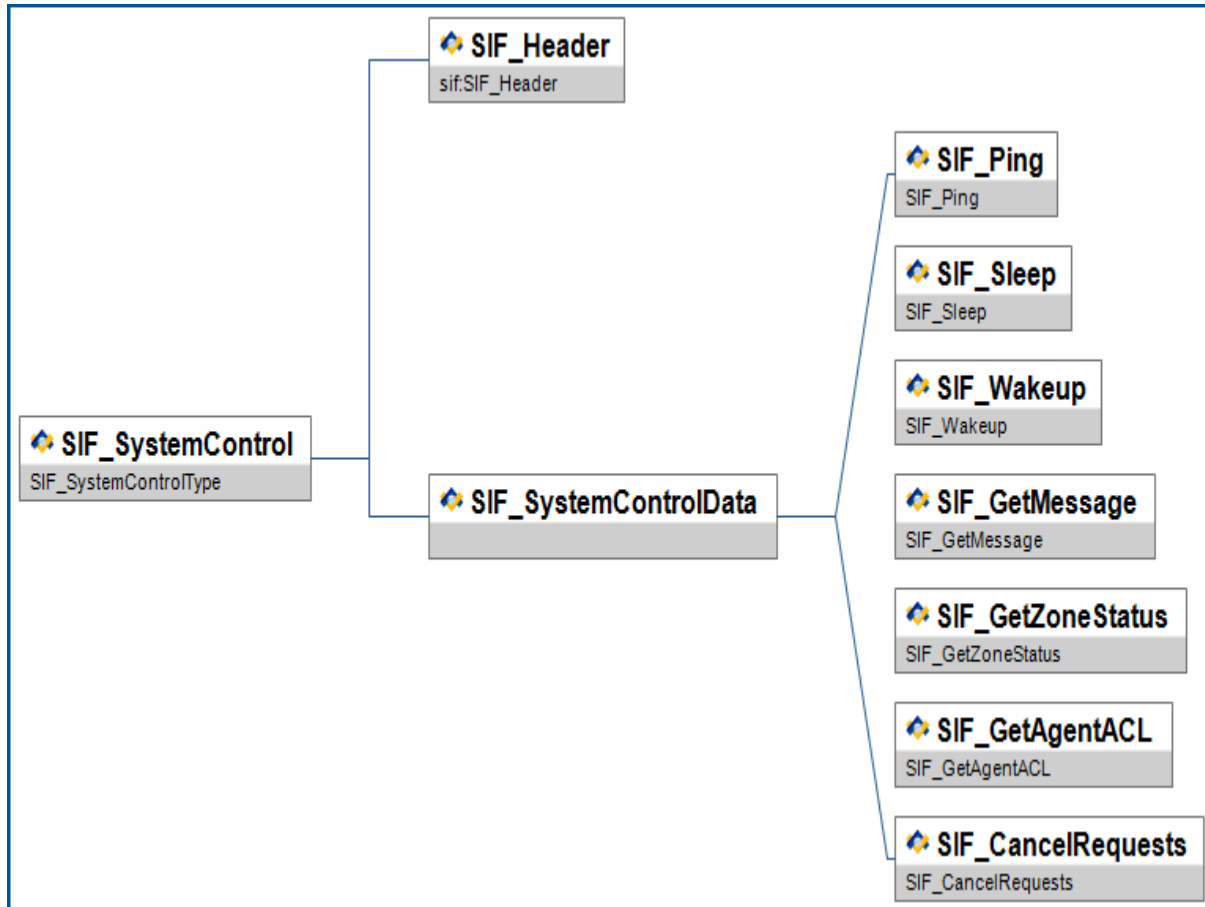 SIF_Header
sif:SIF_Header
SIF_Ping
SIF_Ping
SIF_Sleep
SIF_Sleep
SIF_Wakeup
SIF_Wakeup
SIF_SystemControl
SIF_SystemControlType
SIF_SystemControlData
SIF_GetMessage
SIF_GetMessage
SIF_GetZoneStatus
SIF_GetZoneStatus
SIF_GetAgentACL
SIF_GetAgentACL
SIF_CancelRequests
SIF_CancelRequests